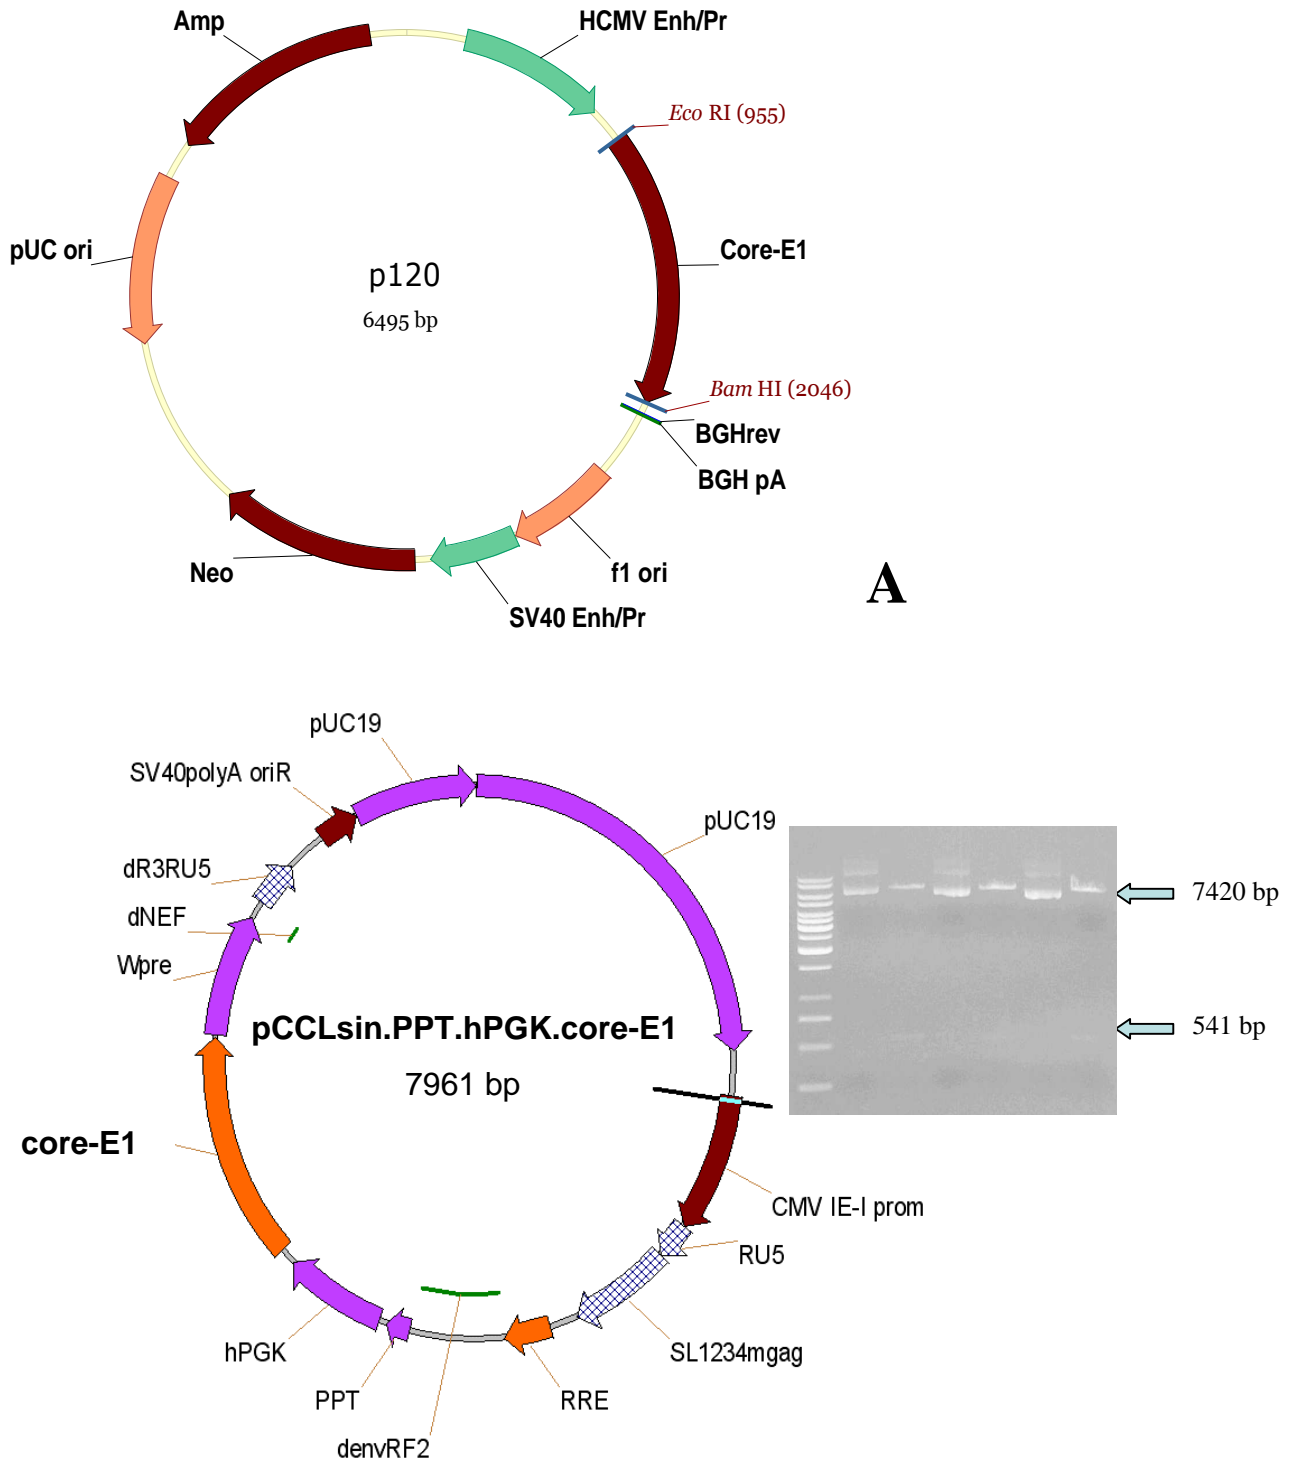 Amp
HCMV Enh/Pr
Eco RI (955)
pUC ori
Core-E1
p120
6495 bp
Bam HI (2046)
BGHrev
BGH pA
Neo
f1 ori
SV40 Enh/Pr
A
pUC19
SV40polyA oriR
pUC19
dR3RU5
dNEF
Wpre
7420 bp
pCCLsin.PPT.hPGK.core-E1
541 bp
7961 bp
core-E1
CMV IE-I prom
RU5
hPGK
SL1234mgag
PPT
RRE
denvRF2